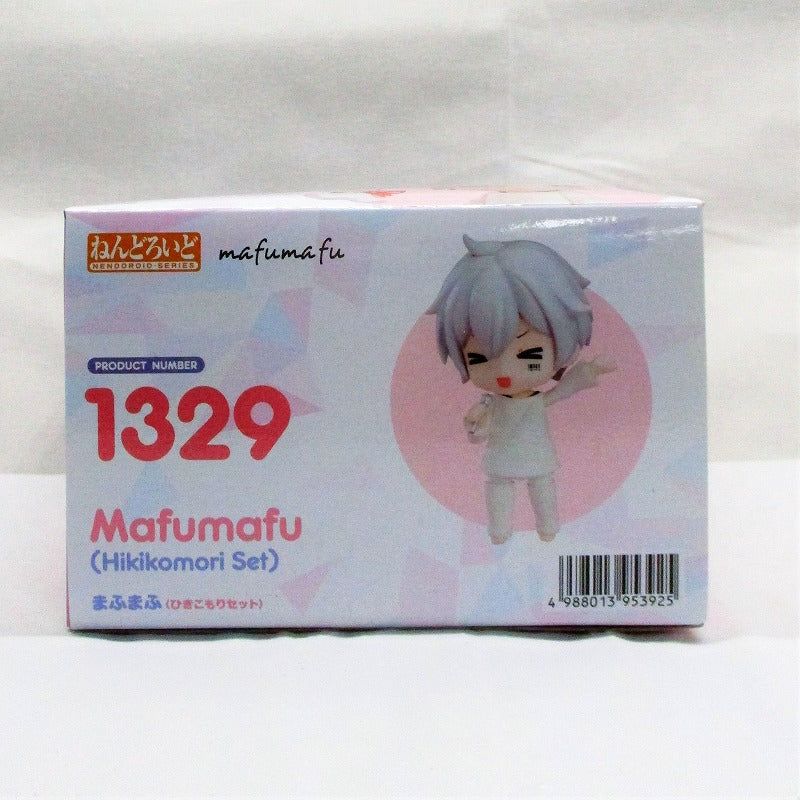 ねんどろいど
NENDOROID·SERIES
mafumafu
PRODUCT NUMBER
1329
Mafumafu
(Hikikomori Set)
まふまふ(ひきこもりセット)
4 988013 953925